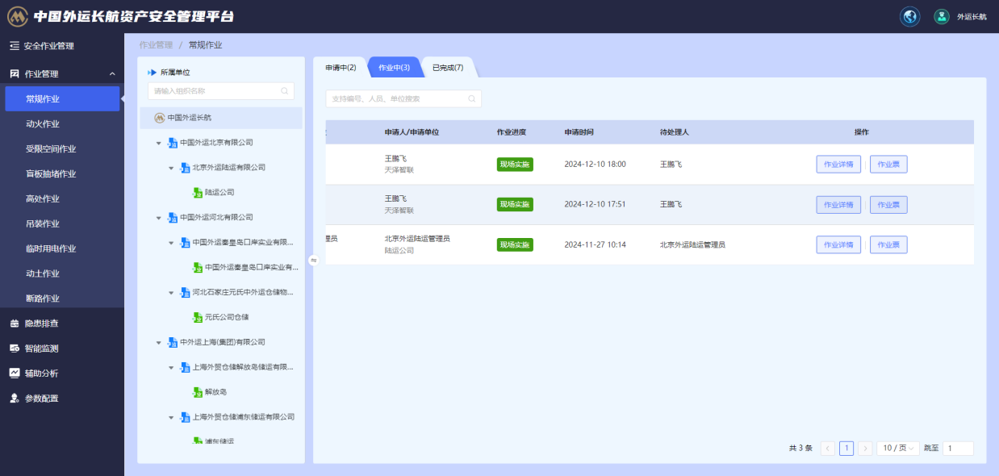 中国外运长航资产安全管理平台
外运长航
安全作业管理
作业管理
常规作业
动火作业
受限空间作业
盲板抽堵作业
高处作业
吊装作业
临时用电作业
动土作业
断路作业
隐患排查
智能监测
辅助分析
参数配置
作业管理 / 常规作业
所属单位
请输入组织名称
中国外运长航
中国外运北京有限公司
北京外运陆运有限公司
陆运公司
中国外运河北有限公司
中国外运秦皇岛口岸实业有限...
中国外运秦皇岛口岸实业有...
河北石家庄元氏中外运仓储物...
元氏公司仓储
中外运上海(集团)有限公司
上海外贸仓储解放岛储运有限...
解放岛
上海外贸仓储浦东储运有限公司
浦东储运
申请中(2) 作业中(3) 已完成(7)
支持编号、人员、单位搜索
申请人/申请单位 作业进度 申请时间 待处理人 操作
王鹏飞
天泽智联
现场实施 2024-12-10 18:00 王鹏飞 作业详情 作业票
王鹏飞
天泽智联
现场实施 2024-12-10 17:51 王鹏飞 作业详情 作业票
理员 北京外运陆运管理员
陆运公司
现场实施 2024-11-27 10:14 北京外运陆运管理员 作业详情 作业票
共 3 条 < 1 > 10 / 页 跳至 1